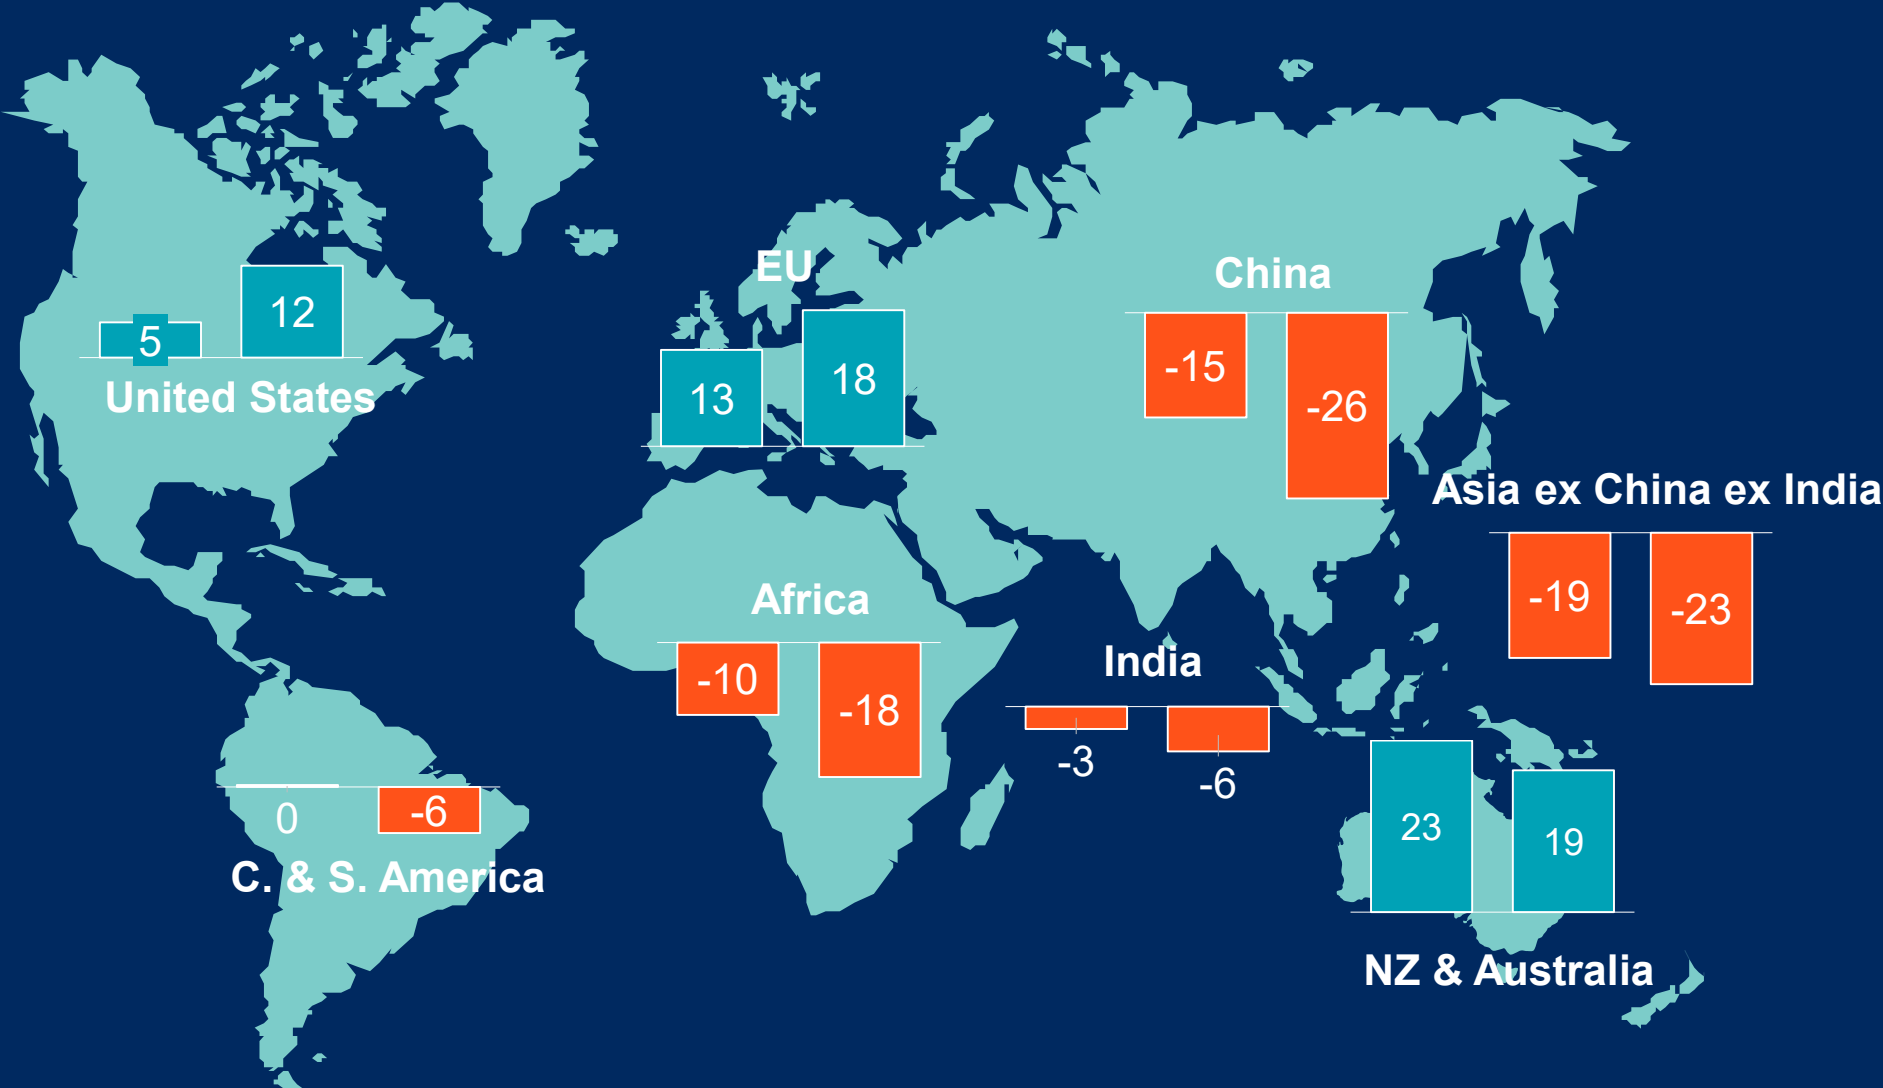 EU
China
5
12
United States
13
18
-15
-26
Asia ex China ex India
-19
-23
Africa
-10
-18
India
-3
-6
0
-6
C. & S. America
23
19
NZ & Australia